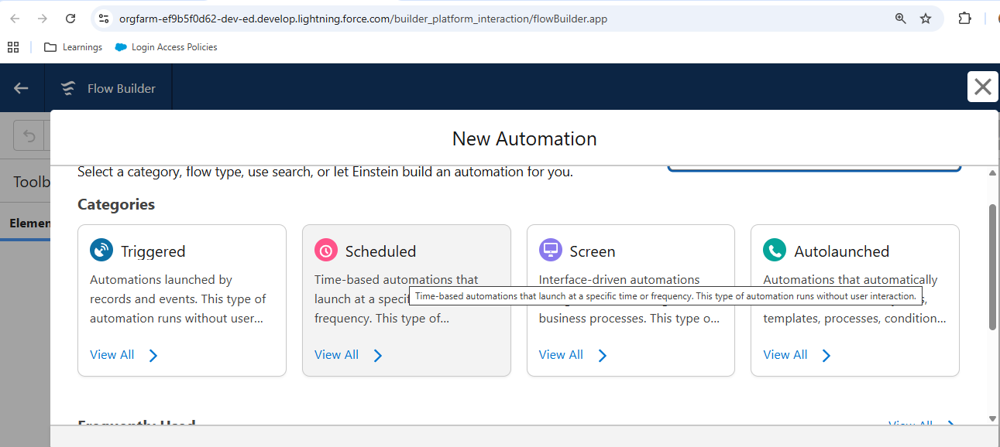 orgfarm-ef9b5f0d62-dev-ed.develop.lightning.force.com/builder_platform_interaction/flowBuilder.app
Learnings
Login Access Policies
Flow Builder
New Automation
Toolb
Select a category, flow type, use search, or let Einstein build an automation for you.
Elemen
Categories
Triggered
Automations launched by
records and events. This type of
automation runs without user...
View All
Scheduled
Time-based automations that
launch at a specif
frequency. This type of...
View All
Time-based automations that launch at a specific time or frequency. This type of automation runs without user interaction.
Screen
Interface-driven automations
business processes. This type o...
View All
Autolaunched
Automations that automatically
templates, processes, condition...
View All
Frequently Used
View All